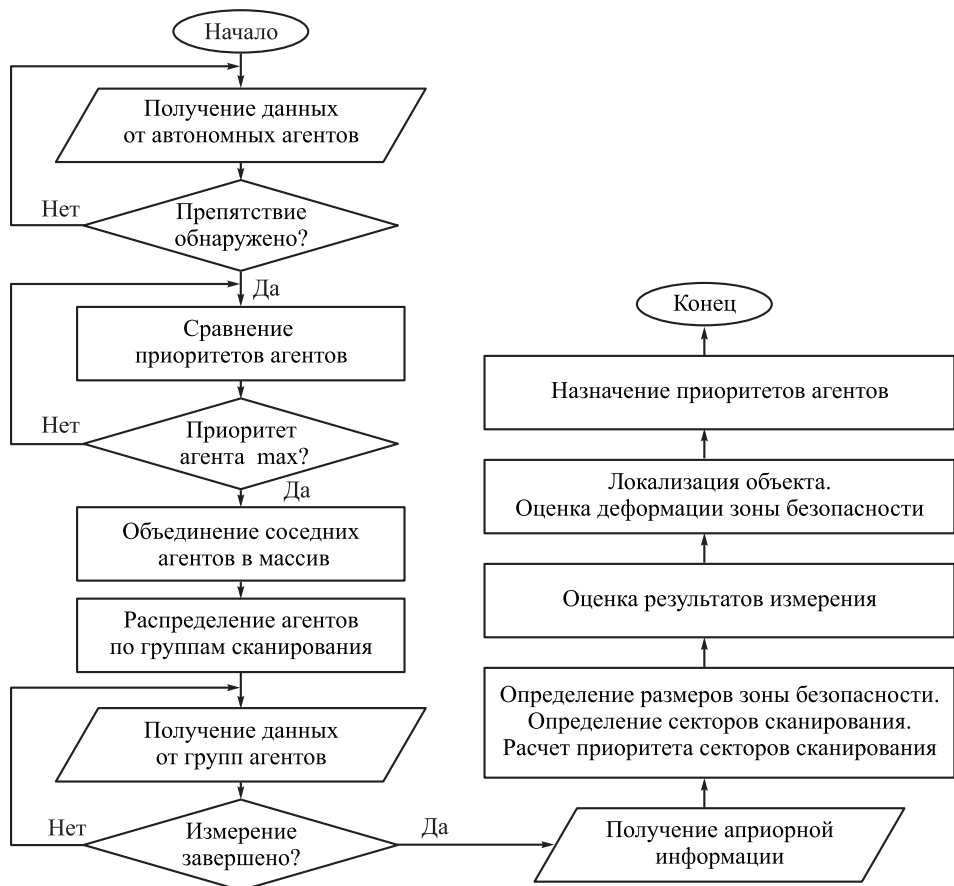 Начало
Получение данных
от автономных агентов
Нет
Препятствие
обнаружено?
Да
Сравнение
приоритетов агентов
Нет
Приоритет
агента max?
Да
Объединение соседних
агентов в массив
Распределение агентов
по группам сканирования
Получение данных
от групп агентов
Нет
Измерение
завершено?
Да
Получение априорной
информации
Определение размеров зоны безопасности.
Определение секторов сканирования.
Расчет приоритета секторов сканирования
Оценка результатов измерения
Локализация объекта.
Оценка деформации зоны безопасности
Назначение приоритетов агентов
Конец